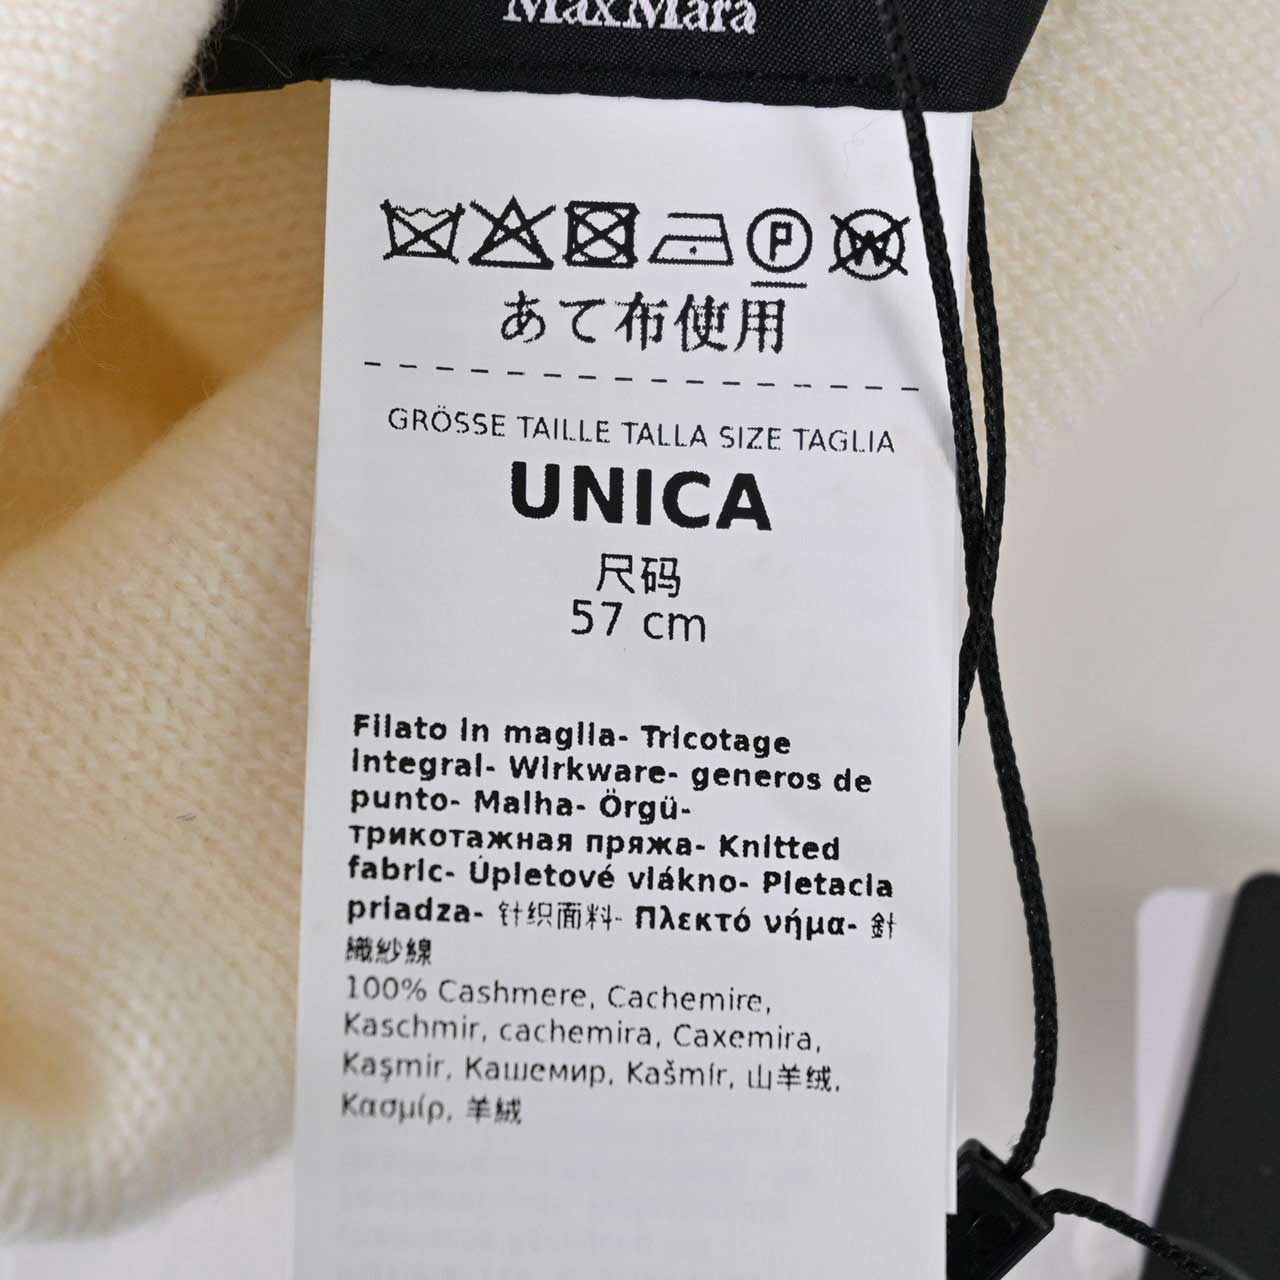 MaxMara
P
W
あて布使用
GRÖSSE TAILLE TALLA SIZE TAGLIA
UNICA
尺码
57 cm
Filato in maglia- Tricotage
integral- Wirkware- generos de
punto- Malha- Örgü-
трикотажная пряжа- Knitted
fabric- Úpletové vlákno- Pletacia
priadza- 针织面料- Πλεκτό νήμα- 針
織紗線
100% Cashmere, Cachemire,
Kaschmir, cachemira, Caxemira,
Kaşmir, Кашемир, Kašmír, 山羊绒,
Κασμίρ, 羊絨